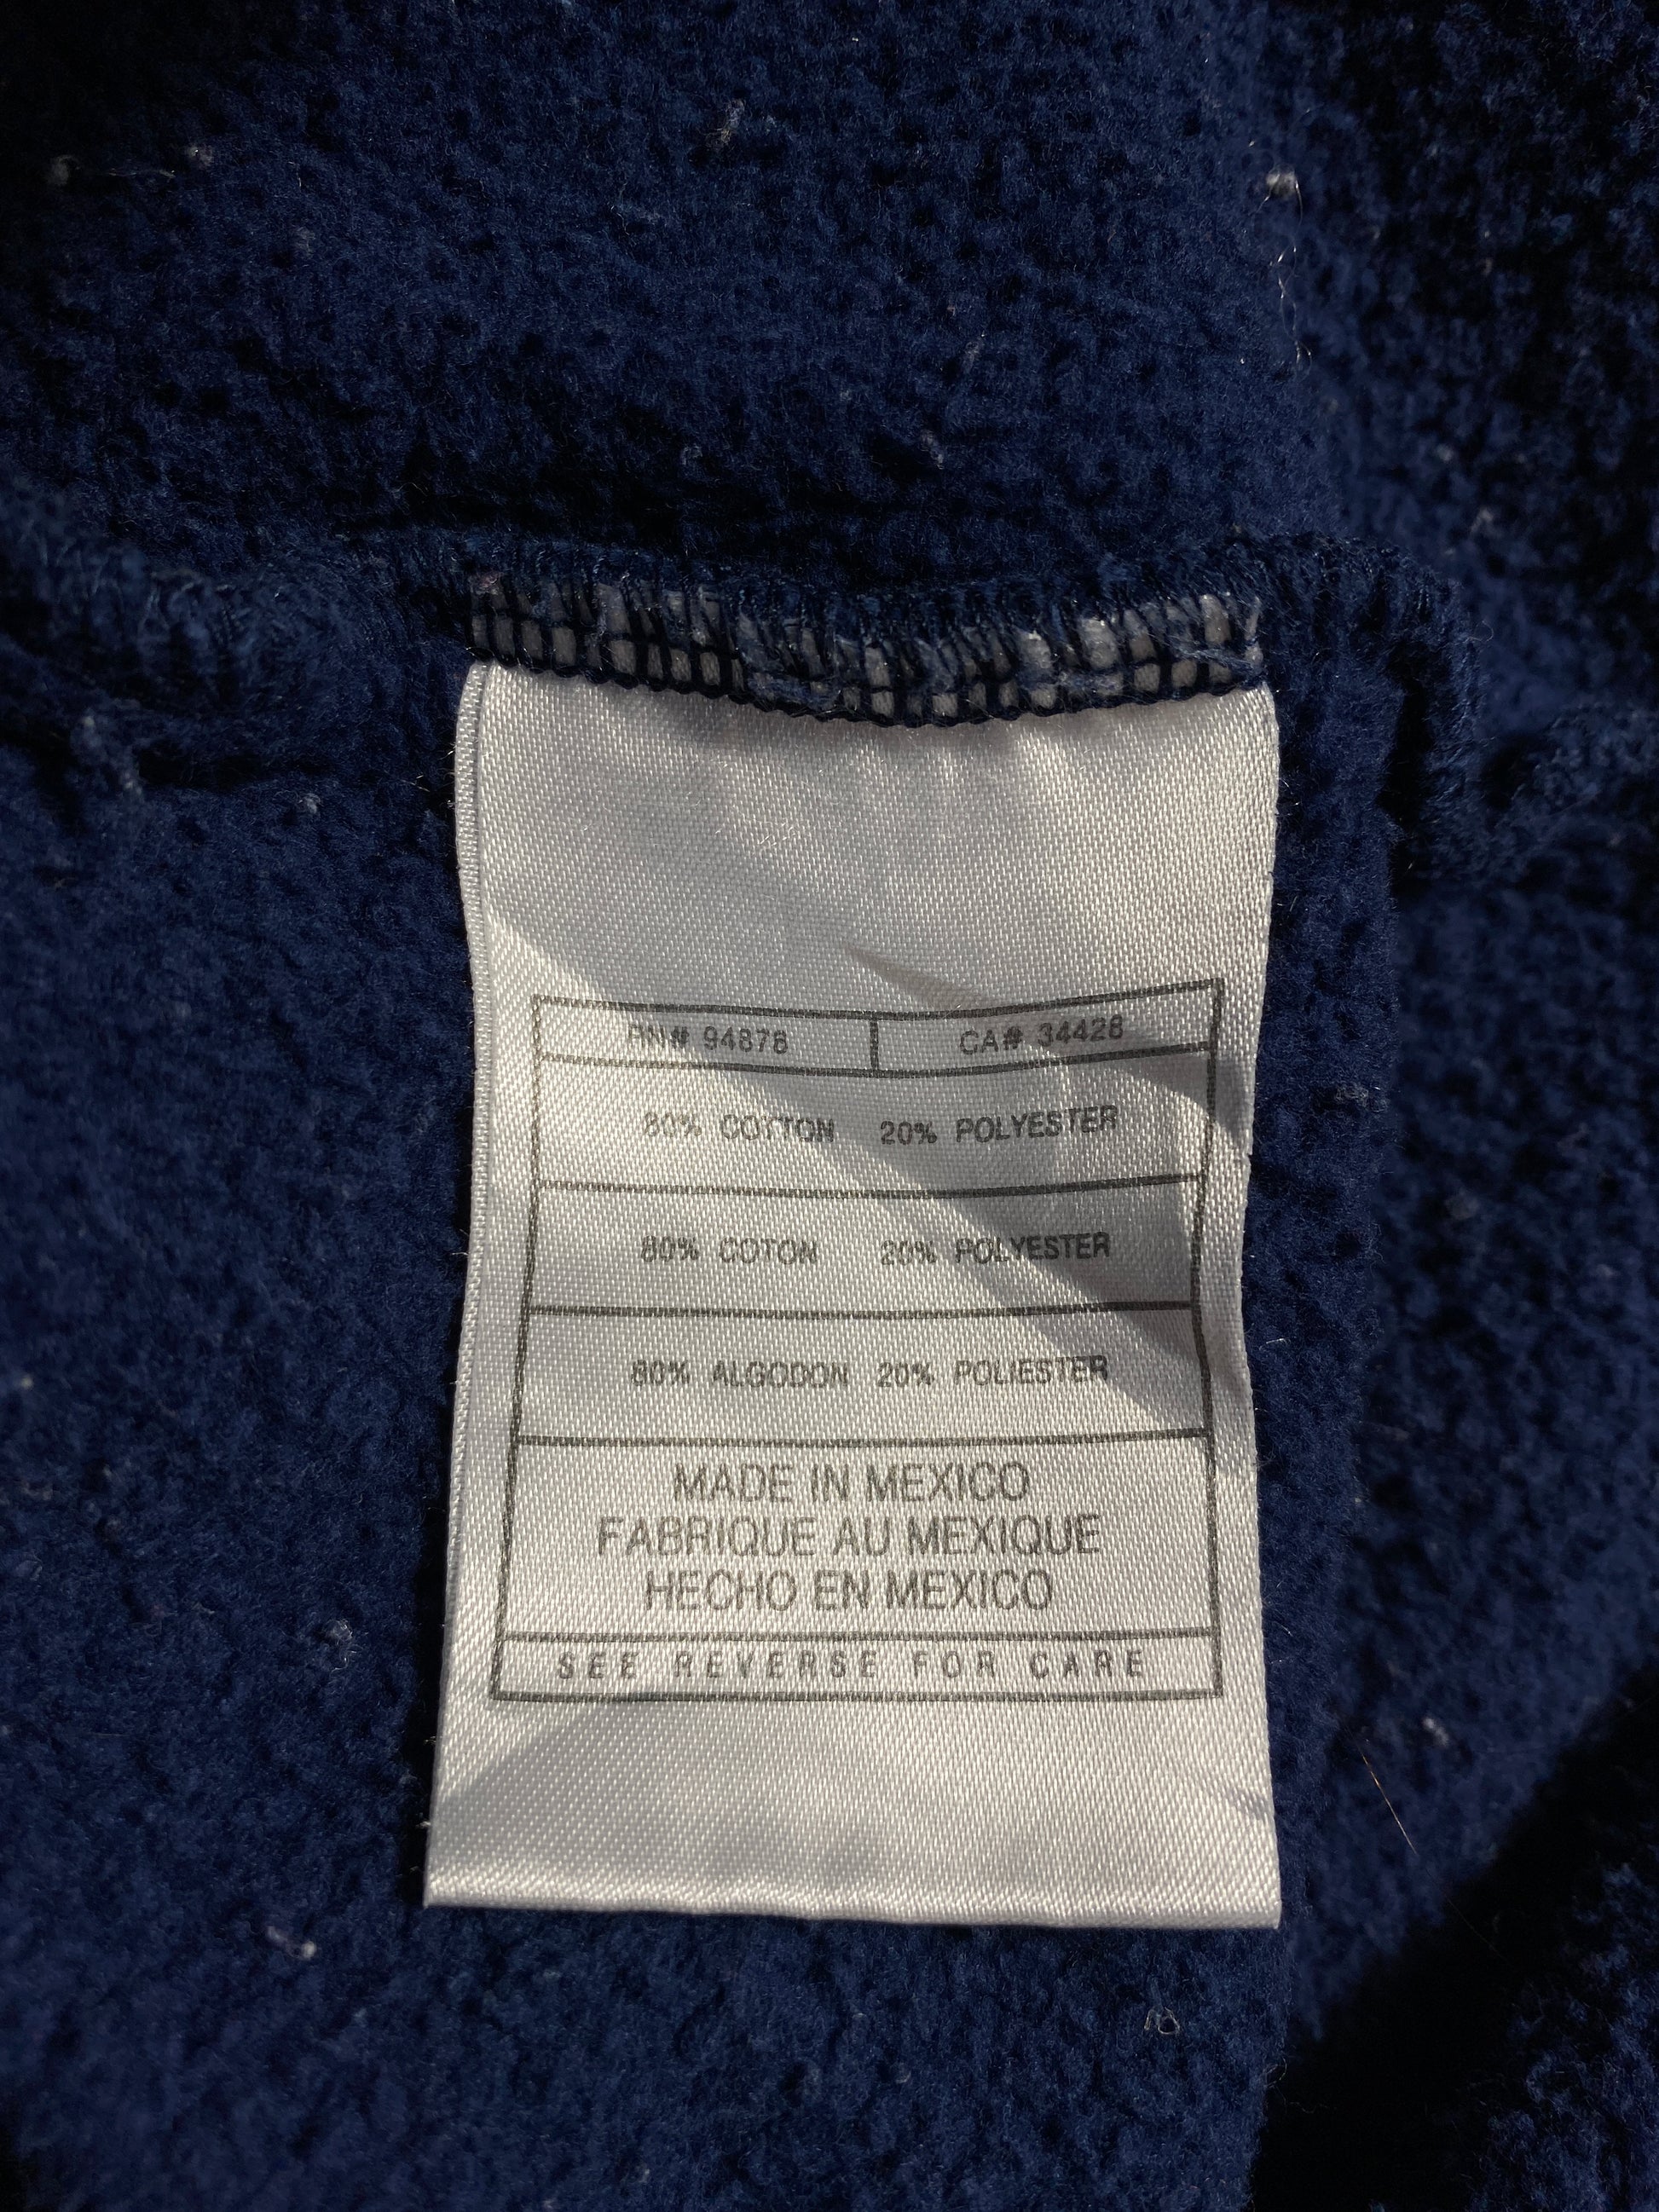 RN# 94878 CA# 34428
80% COTTON 20% POLYESTER
80% COTON 20% POLYESTER
80% ALGODON 20% POLIESTER
MADE IN MEXICO
FABRIQUE AU MEXIQUE
HECHO EN MEXICO
SEE REVERSE FOR CARE